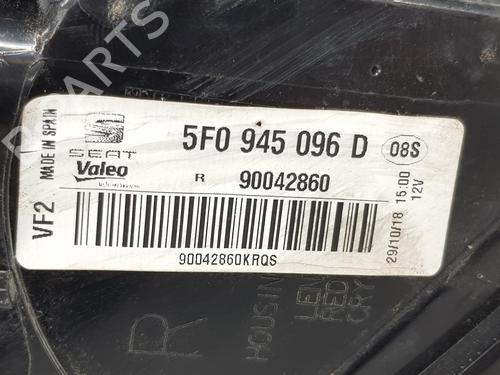 B PARTS
MADE IN SPAIN
VF2
SEAT
Valeo
5F0 945 096 D
08S
R 90042860
90042860KRQS
29/10/18 15:00
12V
R
HOUSIN
LEN
RED
CRY